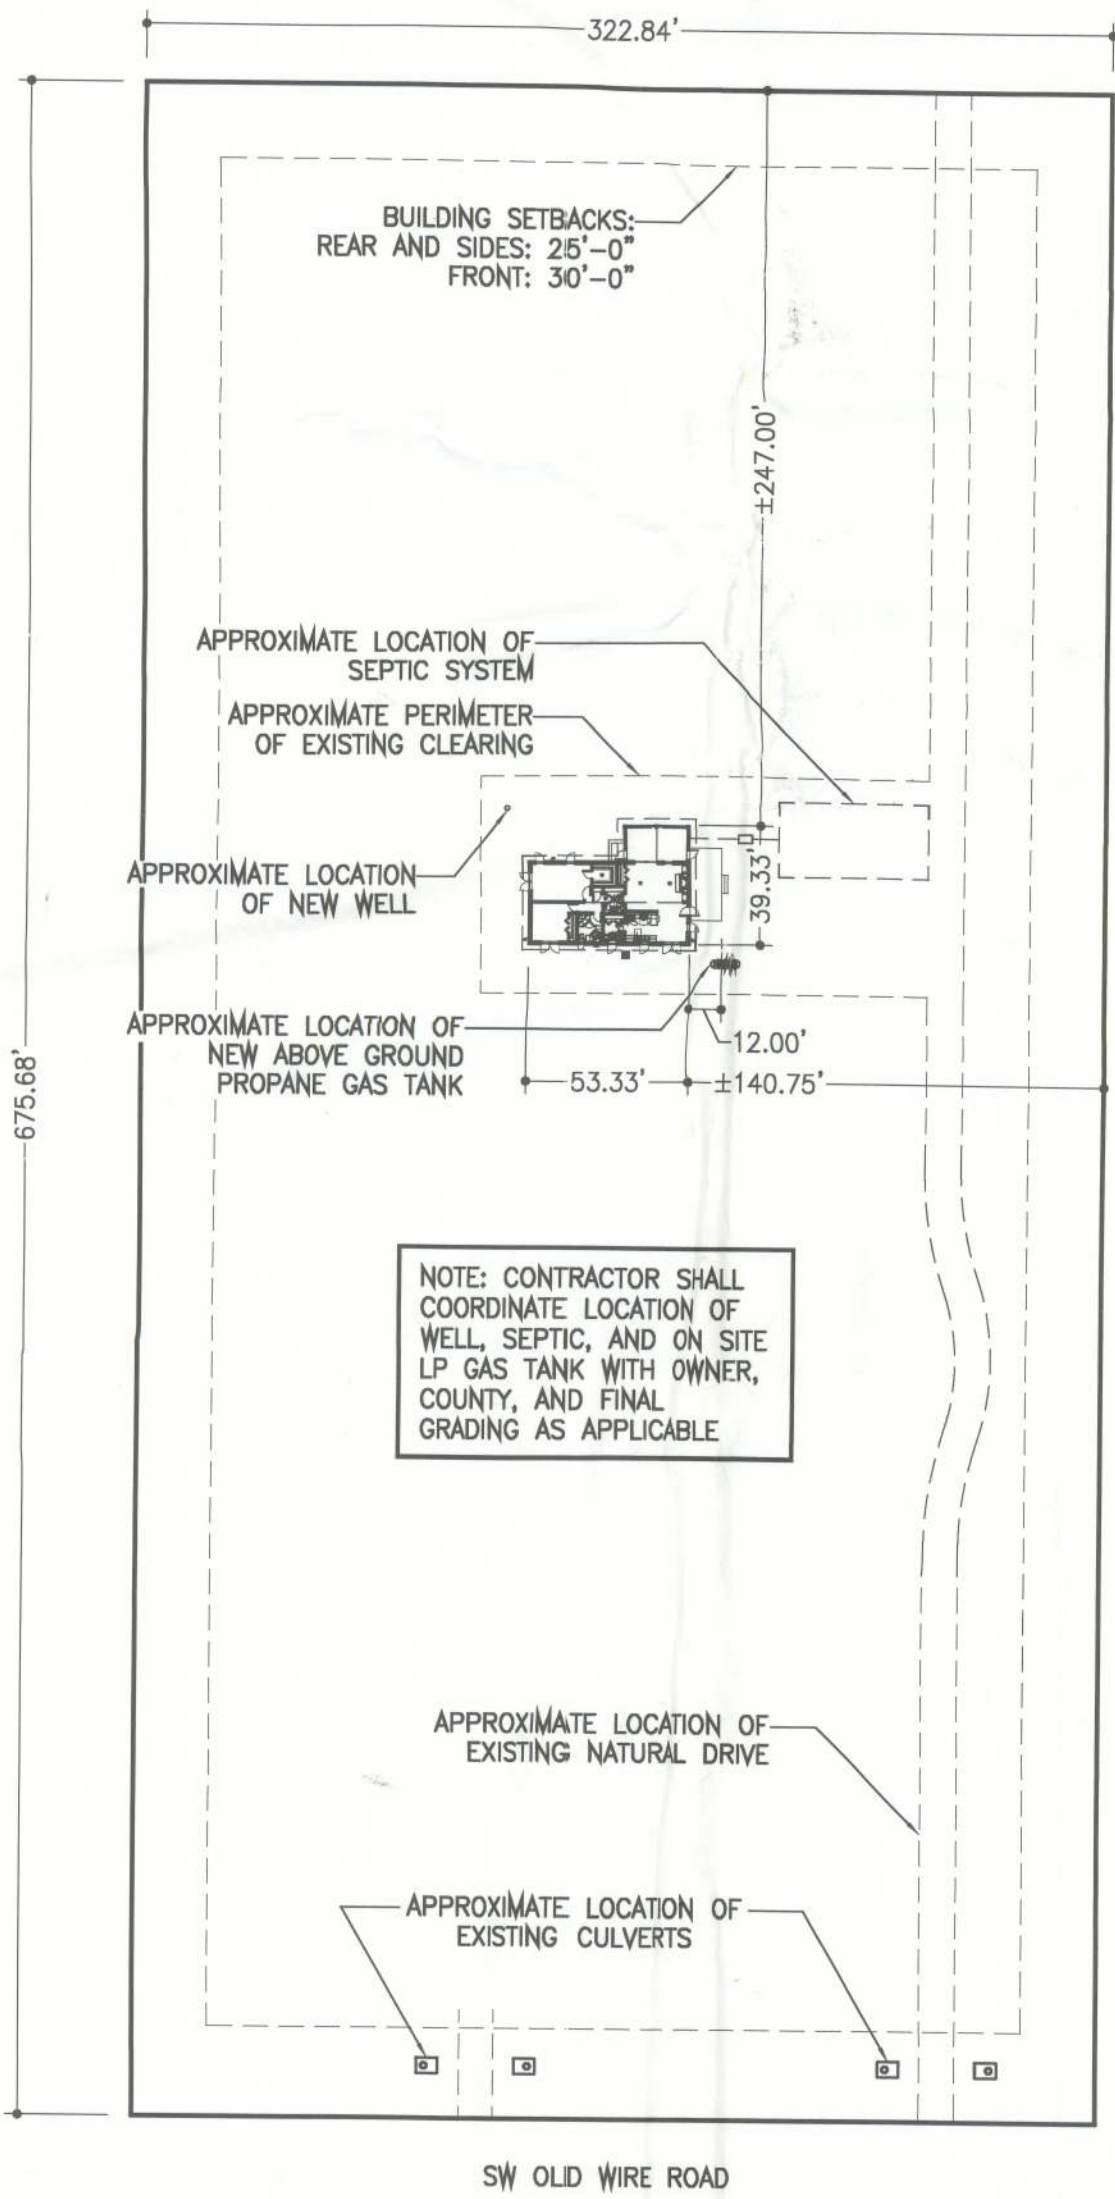 322.84'
BUILDING SETBACKS:
REAR AND SIDES: 25'-0"
FRONT: 30'-0"
±247.00'
APPROXIMATE LOCATION OF
SEPTIC SYSTEM
APPROXIMATE PERIMETER
OF EXISTING CLEARING
APPROXIMATE LOCATION
OF NEW WELL
39.33'
APPROXIMATE LOCATION OF
NEW ABOVE GROUND
PROPANE GAS TANK
12.00'
53.33'
±140.75'
675.68'
NOTE: CONTRACTOR SHALL
COORDINATE LOCATION OF
WELL, SEPTIC, AND ON SITE
LP GAS TANK WITH OWNER,
COUNTY, AND FINAL
GRADING AS APPLICABLE
APPROXIMATE LOCATION OF
EXISTING NATURAL DRIVE
APPROXIMATE LOCATION OF
EXISTING CULVERTS
SW OLD WIRE ROAD